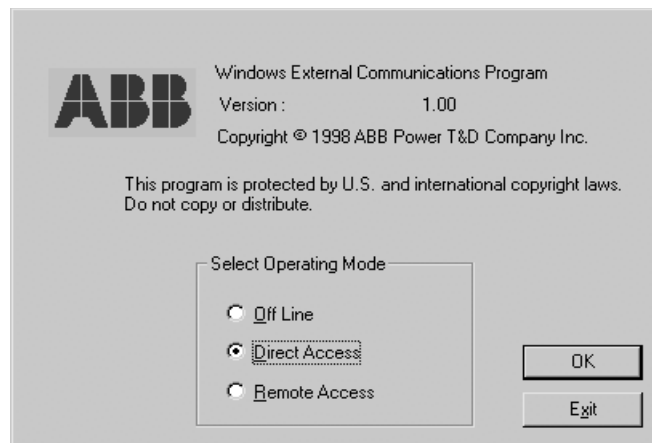 ABB
Windows External Communications Program
Version : 1.00
Copyright © 1998 ABB Power T&D Company Inc.
This program is protected by U.S. and international copyright laws.
Do not copy or distribute.
Select Operating Mode
Off Line
Direct Access
Remote Access
OK
Exit